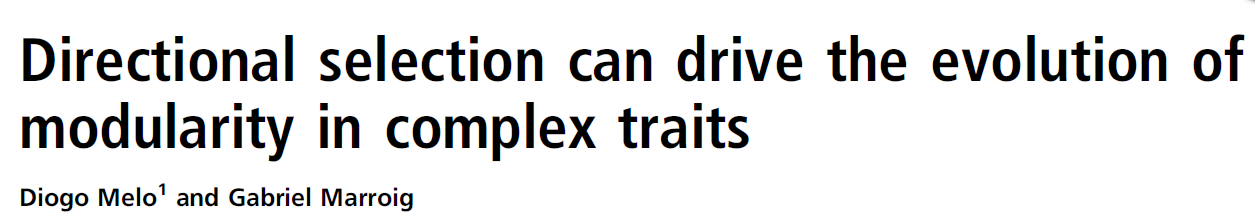 Directional selection can drive the evolution of
modularity in complex traits
Diogo Melo¹ and Gabriel Marroig